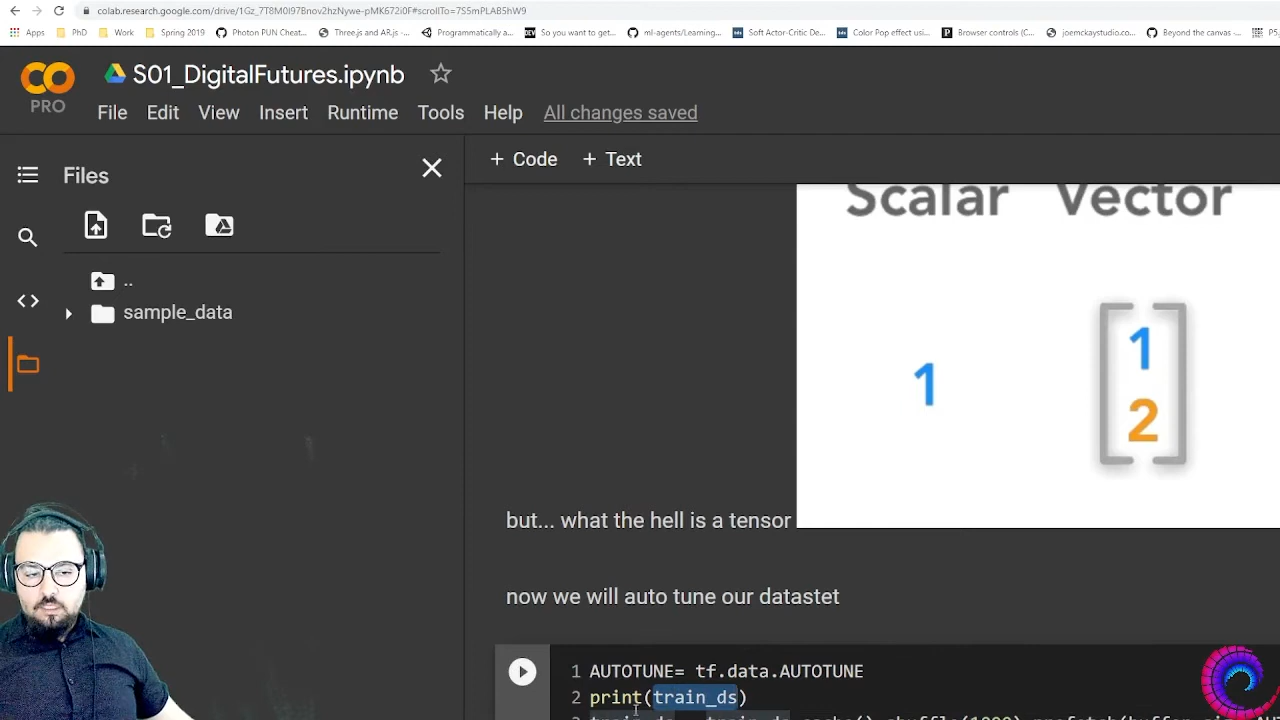 colab.research.google.com/drive/1Gz_7T8M0I97Bnov2hzNywe-pMK672i0F#scrollTo=7S5mPLAB5hW9
Apps PhD Work Spring 2019 Photon PUN Cheat... Three.js and AR.js -... Programmatically a... So you want to get... ml-agents/Learning... Soft Actor-Critic De... Color Pop effect usi... Browser controls (C... joemckaystudio.co... Beyond the canvas -...
S01_DigitalFutures.ipynb
PRO
File Edit View Insert Runtime Tools Help All changes saved
Files
+ Code + Text
..
sample_data
Scalar Vector
1
1
2
but... what the hell is a tensor
now we will auto tune our datastet
1 AUTOTUNE= tf.data.AUTOTUNE
2 print(train_ds)